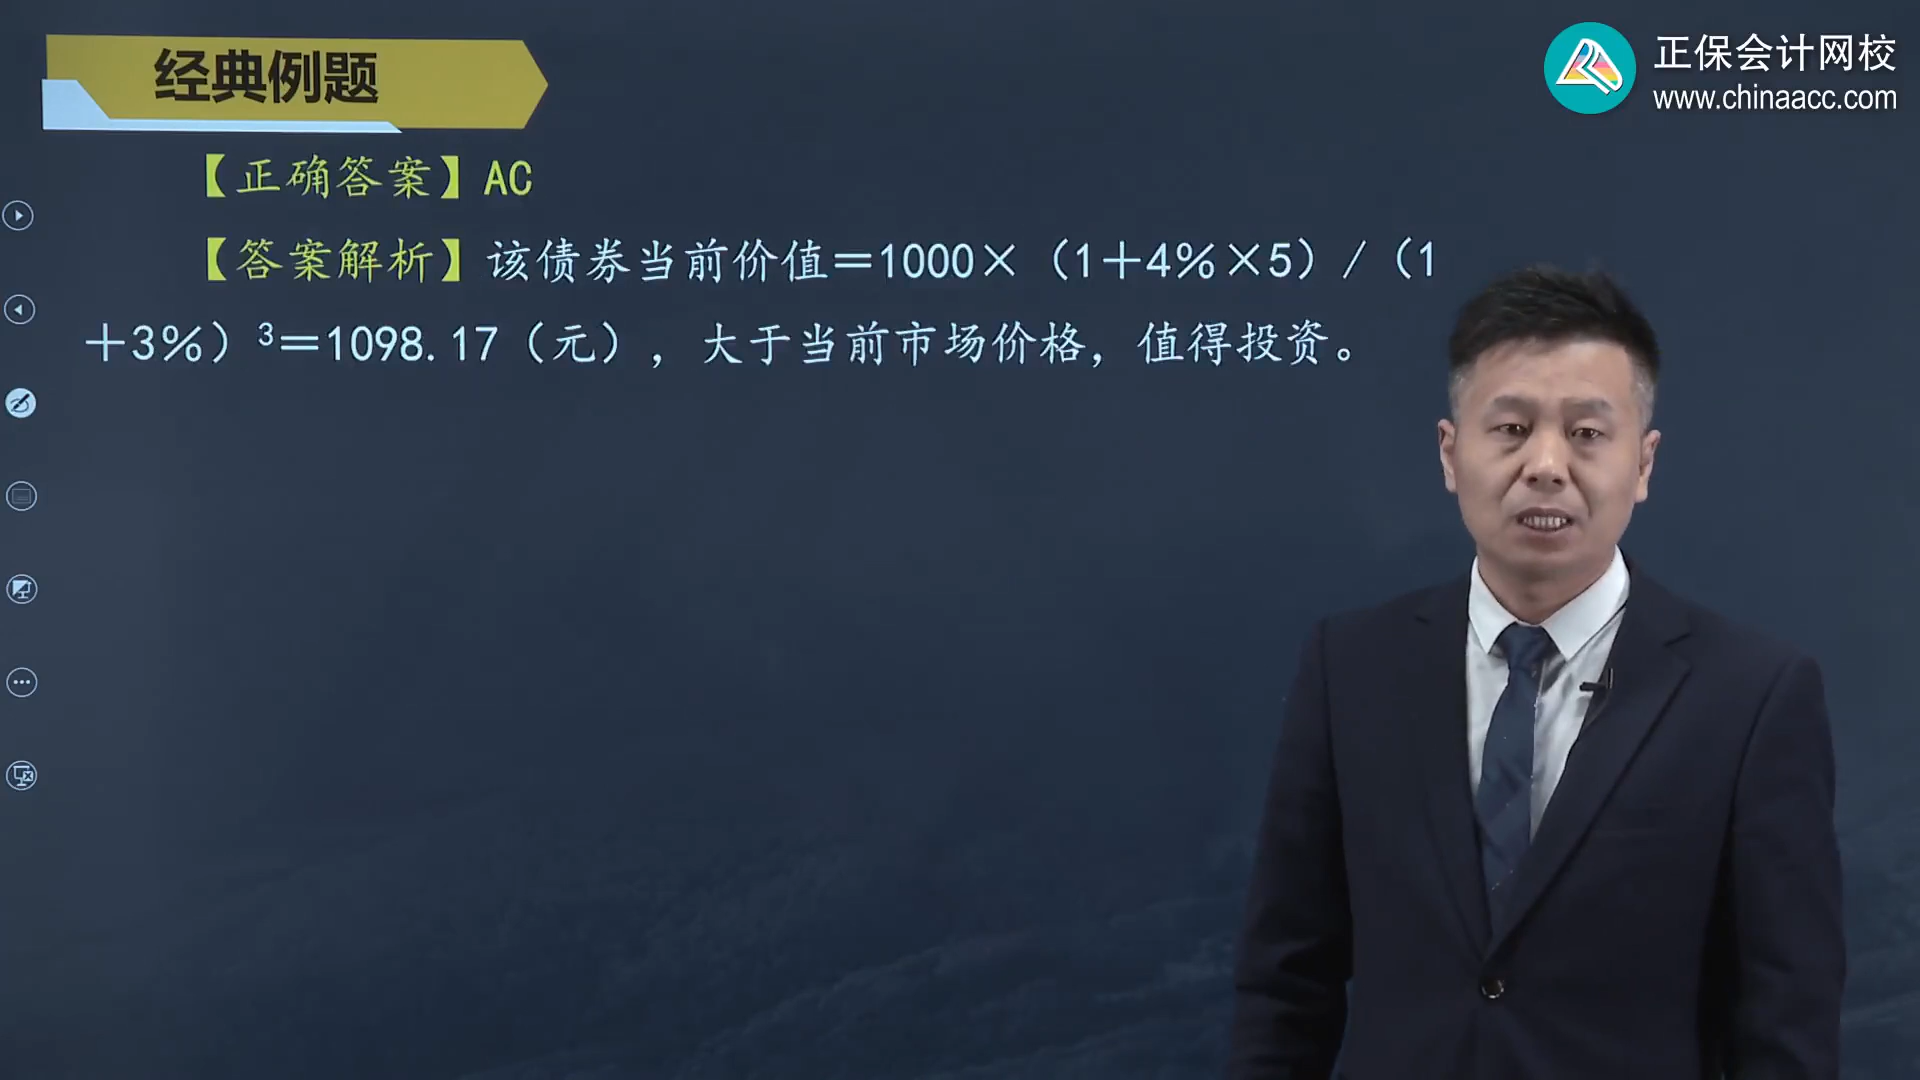 经典例题
正保会计网校
www.chinaacc.com
【正确答案】AC
【答案解析】该债券当前价值＝1000×（1＋4%×5）/（1
＋3%）³＝1098.17（元），大于当前市场价格，值得投资。